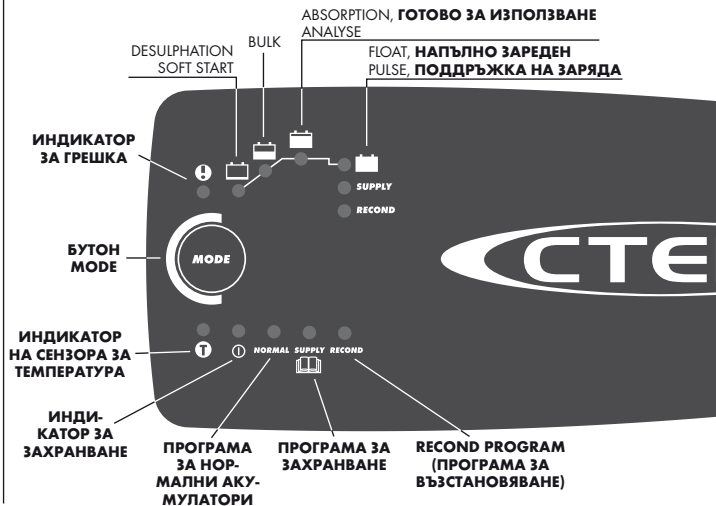 ABSORPTION, ГОТОВО ЗА ИЗПОЛЗВАНЕ
ANALYSE
DESULPHATION
SOFT START
BULK
FLOAT, НАПЪЛНО ЗАРЕДЕН
PULSE, ПОДДРЪЖКА НА ЗАРЯДА
ИНДИКАТОР
ЗА ГРЕШКА
SUPPLY
RECOND
БУТОН
MODE
MODE
CTE
ИНДИКАТОР
НА СЕНЗОРА ЗА
ТЕМПЕРАТУРА
T
NORMAL SUPPLY RECOND
ИНДИ-
КАТОР ЗА
ЗАХРАНВАНЕ
ПРОГРАМА
ЗА НОР-
МАЛНИ АКУ-
МУЛАТОРИ
ПРОГРАМА ЗА
ЗАХРАНВАНЕ
RECOND PROGRAM
(ПРОГРАМА ЗА
ВЪЗСТАНОВЯВАНЕ)